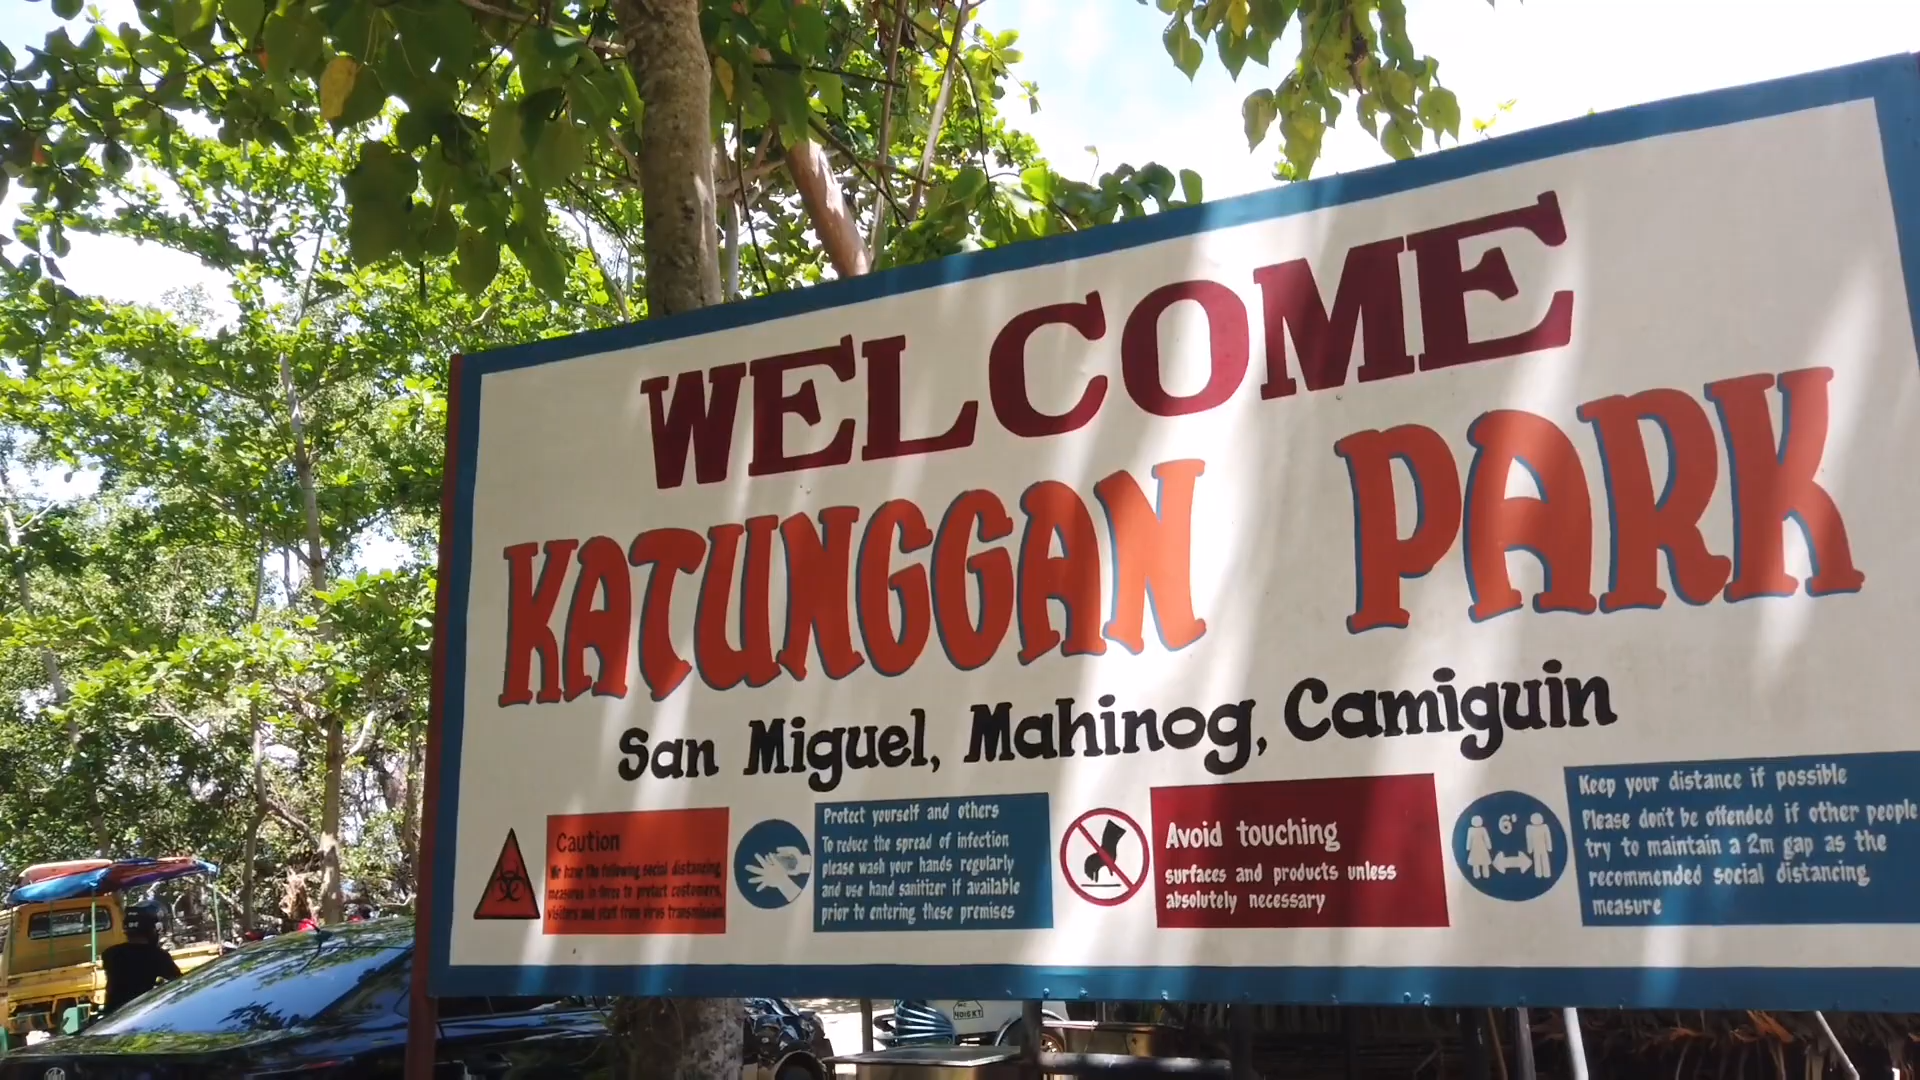 WELCOME
KATUNGGAN PARK
San Miguel, Mahinog, Camiguin
Caution
We have the following social distancing
measures in force to protect customers,
visitors and staff from virus transmission
Protect yourself and others
To reduce the spread of infection
please wash your hands regularly
and use hand sanitizer if available
prior to entering these premises
Avoid touching
surfaces and products unless
absolutely necessary
6'
Keep your distance if possible
Please don't be offended if other people
try to maintain a 2m gap as the
recommended social distancing
measure